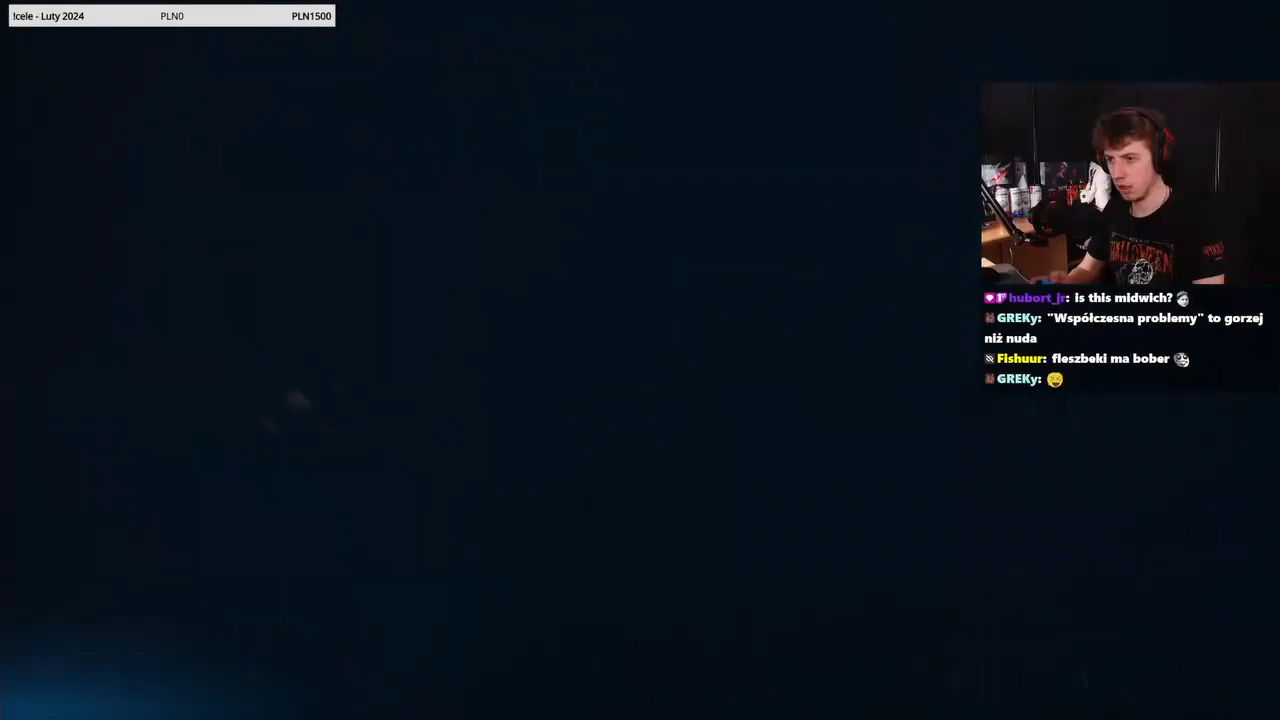 !cele - Luty 2024 PLN0 PLN1500
HALLOWEEN
hubort_jr: is this midwich?
GREKy: "Współczesna problemy" to gorzej
niż nuda
Fishuur: fleszbeki ma bober
GREKy: